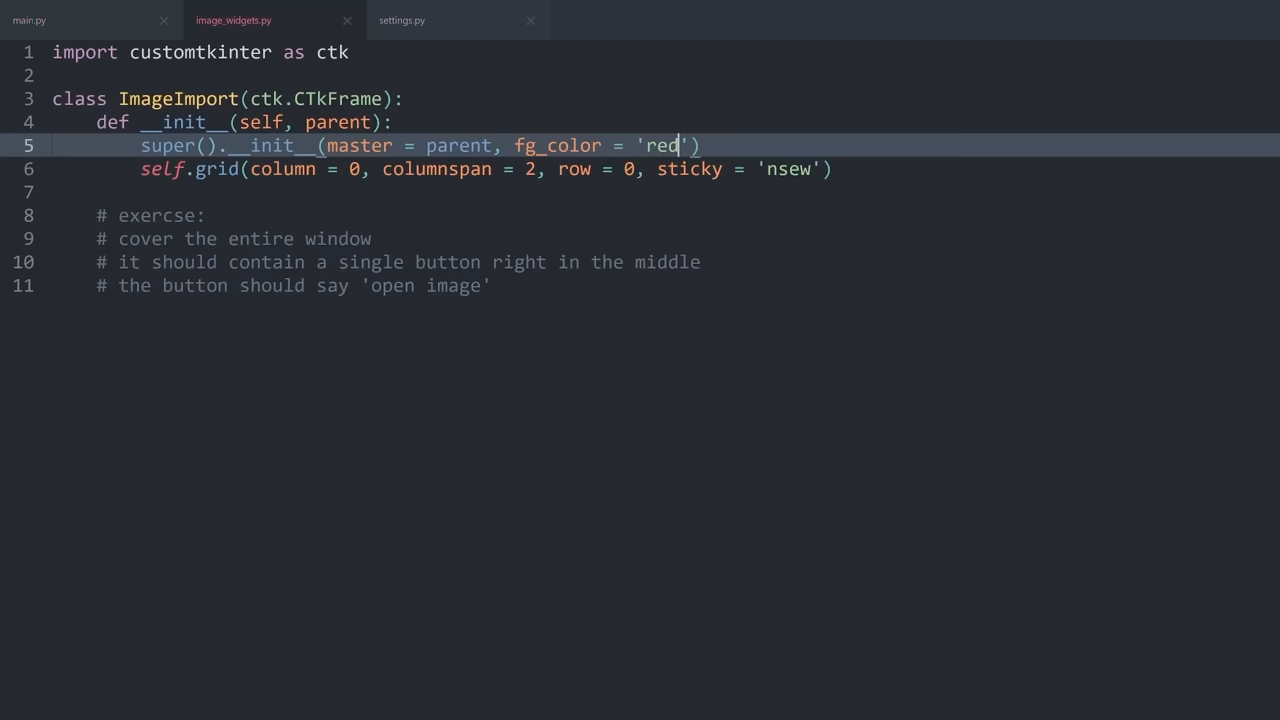 main.py × image_widgets.py × settings.py ×
1 import customtkinter as ctk
2
3 class ImageImport(ctk.CTkFrame):
4     def __init__(self, parent):
5         super().__init__(master = parent, fg_color = 'red')
6         self.grid(column = 0, columnspan = 2, row = 0, sticky = 'nsew')
7
8     # exercse:
9     # cover the entire window
10     # it should contain a single button right in the middle
11     # the button should say 'open image'